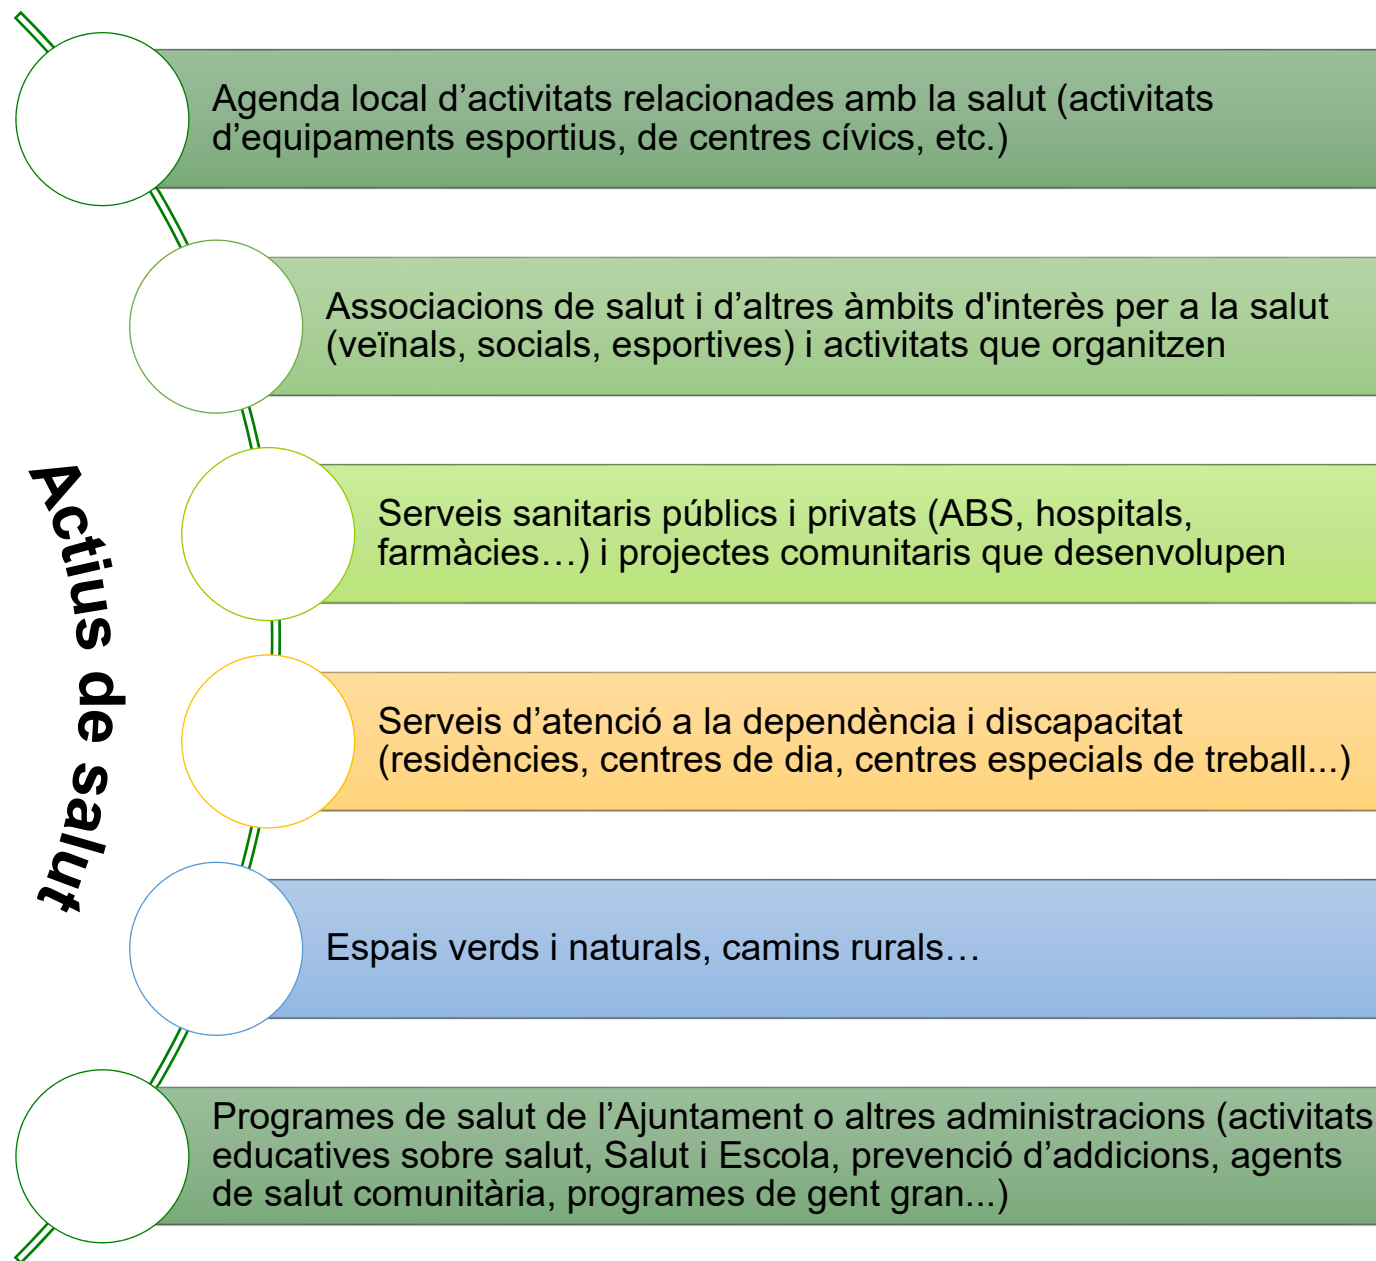 Agenda local d’activitats relacionades amb la salut (activitats
d’equipaments esportius, de centres cívics, etc.)
Associacions de salut i d’altres àmbits d'interès per a la salut
(veïnals, socials, esportives) i activitats que organitzen
Actius de salut
Serveis sanitaris públics i privats (ABS, hospitals,
farmàcies…) i projectes comunitaris que desenvolupen
Serveis d’atenció a la dependència i discapacitat
(residències, centres de dia, centres especials de treball...)
Espais verds i naturals, camins rurals…
Programes de salut de l’Ajuntament o altres administracions (activitats
educatives sobre salut, Salut i Escola, prevenció d’addicions, agents
de salut comunitària, programes de gent gran...)